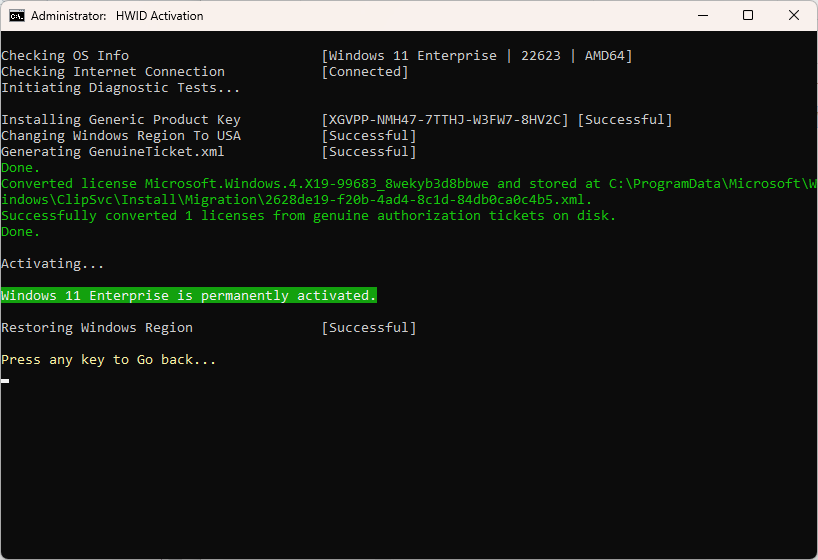 Administrator: HWID Activation
Checking OS Info [Windows 11 Enterprise | 22623 | AMD64]
Checking Internet Connection [Connected]
Initiating Diagnostic Tests...
Installing Generic Product Key [XGVPP-NMH47-7TTHJ-W3FW7-8HV2C] [Successful]
Changing Windows Region To USA [Successful]
Generating GenuineTicket.xml [Successful]
Done.
Converted license Microsoft.Windows.4.X19-99683_8wekyb3d8bbwe and stored at C:\ProgramData\Microsoft\W
indows\ClipSvc\Install\Migration\2628de19-f20b-4ad4-8c1d-84db0ca0c4b5.xml.
Successfully converted 1 licenses from genuine authorization tickets on disk.
Done.
Activating...
Windows 11 Enterprise is permanently activated.
Restoring Windows Region [Successful]
Press any key to Go back...